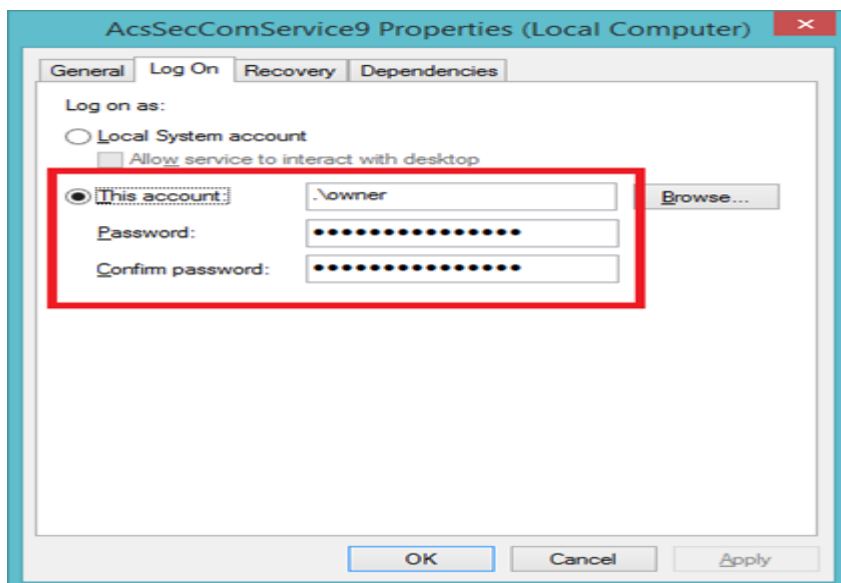 AcsSecComService9 Properties (Local Computer)
General Log On Recovery Dependencies
Log on as:
Local System account
Allow service to interact with desktop
This account: .\owner Browse...
Password: •••••••••••••••
Confirm password: •••••••••••••••
OK Cancel Apply